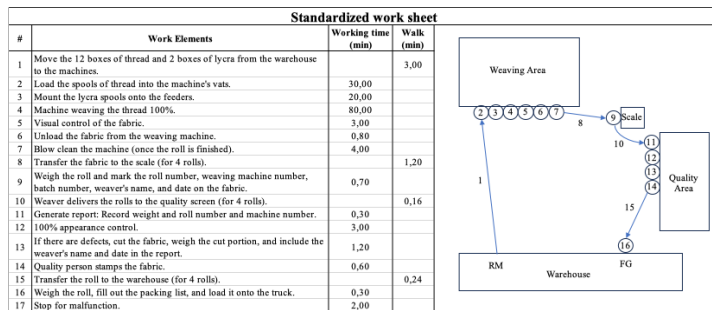 Standardized work sheet
# Work Elements Working time (min) Walk (min)
1 Move the 12 boxes of thread and 2 boxes of lycra from the warehouse to the machines. 3,00
2 Load the spools of thread into the machine's vats. 30,00
3 Mount the lycra spools onto the feeders. 20,00
4 Machine weaving the thread 100%. 80,00
5 Visual control of the fabric. 3,00
6 Unload the fabric from the weaving machine. 0,80
7 Blow clean the machine (once the roll is finished). 4,00
8 Transfer the fabric to the scale (for 4 rolls). 1,20
9 Weigh the roll and mark the roll number, weaving machine number, batch number, weaver's name, and date on the fabric. 0,70
10 Weaver delivers the rolls to the quality screen (for 4 rolls). 0,16
11 Generate report: Record weight and roll number and machine number. 0,30
12 100% appearance control. 3,00
13 If there are defects, cut the fabric, weigh the cut portion, and include the weaver's name and date in the report. 1,20
14 Quality person stamps the fabric. 0,60
15 Transfer the roll to the warehouse (for 4 rolls). 0,24
16 Weigh the roll, fill out the packing list, and load it onto the truck. 0,30
17 Stop for malfunction. 2,00
Weaving Area
2 3 4 5 6 7
8
9 Scale
10
11
12
13
14
Quality Area
1
15
16
RM
FG
Warehouse